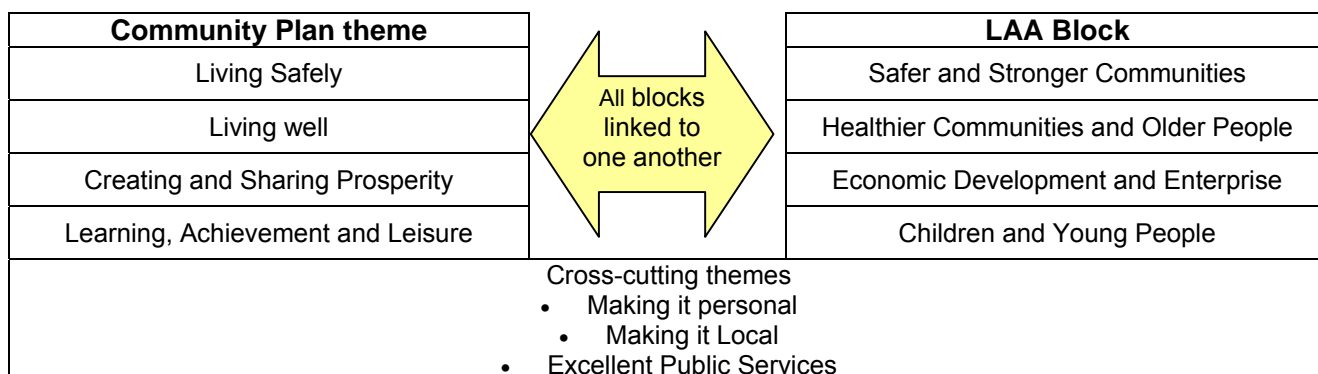 Community Plan theme
Living Safely
Living well
Creating and Sharing Prosperity
Learning, Achievement and Leisure
All blocks
linked to
one another
LAA Block
Safer and Stronger Communities
Healthier Communities and Older People
Economic Development and Enterprise
Children and Young People
Cross-cutting themes
• Making it personal
• Making it Local
• Excellent Public Services